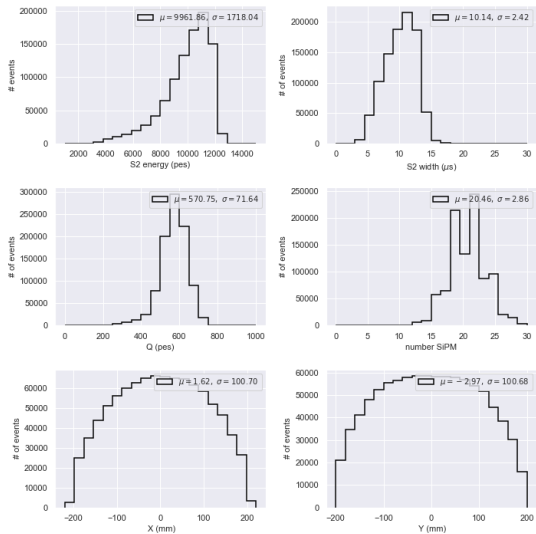 200000
150000
100000
50000
0
# of events
μ = 9961.86, σ = 1718.04
2000 4000 6000 8000 10000 12000 14000
S2 energy (pes)
200000
150000
100000
50000
0
# of events
μ = 10.14, σ = 2.42
0 5 10 15 20 25 30
S2 width (μs)
300000
250000
200000
150000
100000
50000
0
# of events
μ = 570.75, σ = 71.64
0 200 400 600 800 1000
Q (pes)
250000
200000
150000
100000
50000
0
# of events
μ = 20.46, σ = 2.86
0 5 10 15 20 25 30
number SiPM
60000
50000
40000
30000
20000
10000
0
# of events
μ = 1.62, σ = 100.70
−200 −100 0 100 200
X (mm)
60000
50000
40000
30000
20000
10000
0
# of events
μ = −2.97, σ = 100.68
−200 −100 0 100 200
Y (mm)